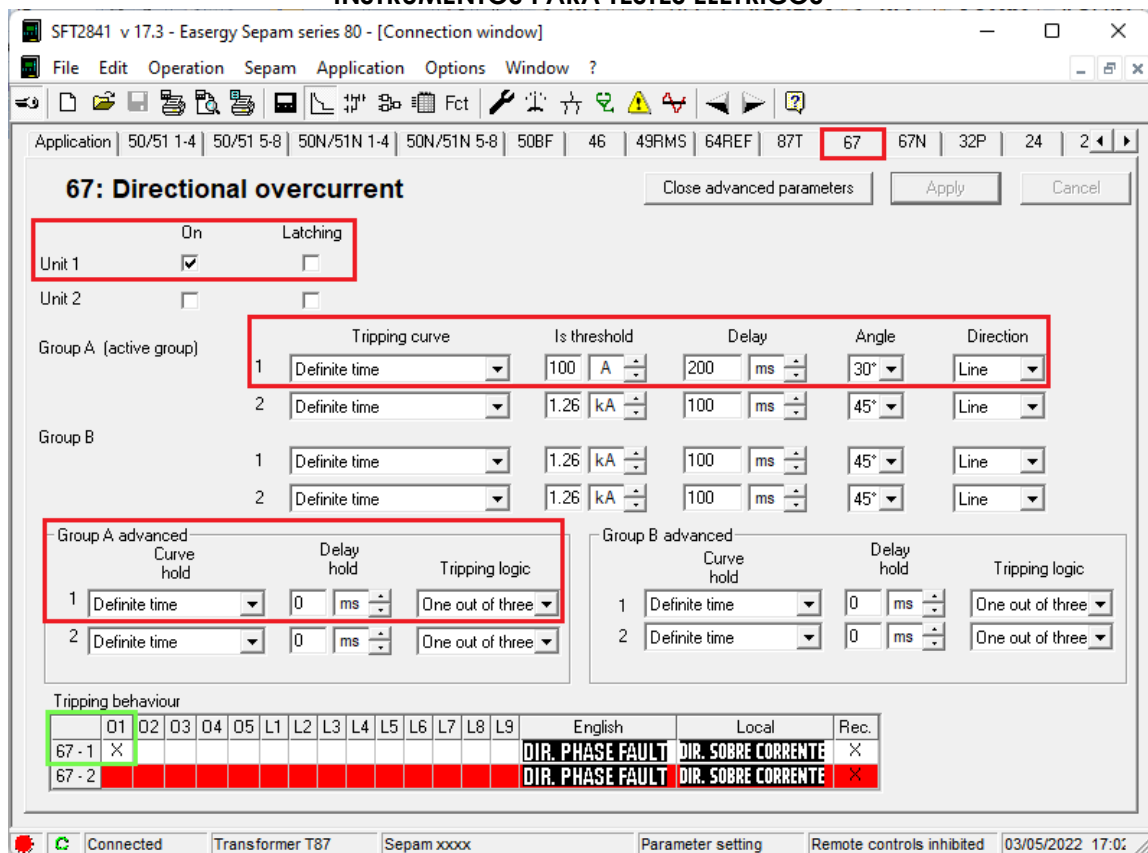 INSTRUMENTOS PARA TESTES ELÉTRICOS
SFT2841 v 17.3 - Easergy Sepam series 80 - [Connection window]
File Edit Operation Sepam Application Options Window ?
Fct
Application 50/51 1-4 50/51 5-8 50N/51N 1-4 50N/51N 5-8 50BF 46 49RMS 64REF 87T 67 67N 32P 24 2
67: Directional overcurrent
Close advanced parameters Apply Cancel
On Latching
Unit 1
Unit 2
Tripping curve Is threshold Delay Angle Direction
Group A (active group)
1 Definite time 100 A 200 ms 30° Line
2 Definite time 1.26 kA 100 ms 45° Line
Group B
1 Definite time 1.26 kA 100 ms 45° Line
2 Definite time 1.26 kA 100 ms 45° Line
Group A advanced
Curve hold Delay hold Tripping logic
1 Definite time 0 ms One out of three
2 Definite time 0 ms One out of three
Group B advanced
Curve hold Delay hold Tripping logic
1 Definite time 0 ms One out of three
2 Definite time 0 ms One out of three
Tripping behaviour
O1 O2 O3 O4 O5 L1 L2 L3 L4 L5 L6 L7 L8 L9 English Local Rec.
67 - 1 X DIR. PHASE FAULT DIR. SOBRE CORRENTE X
67 - 2 DIR. PHASE FAULT DIR. SOBRE CORRENTE X
Connected Transformer T87 Sepam xxxx Parameter setting Remote controls inhibited 03/05/2022 17:02